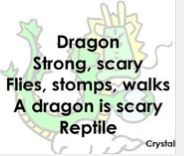 Dragon
Strong, scary
Flies, stomps, walks
A dragon is scary
Reptile
Crystal